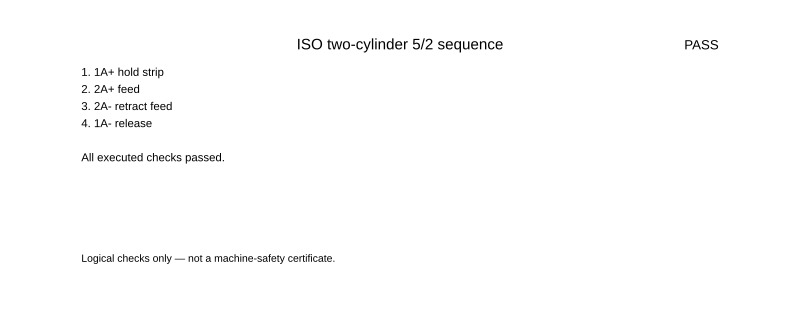 ISO two-cylinder 5/2 sequence
PASS
1. 1A+ hold strip
2. 2A+ feed
3. 2A- retract feed
4. 1A- release
All executed checks passed.
Logical checks only — not a machine-safety certificate.